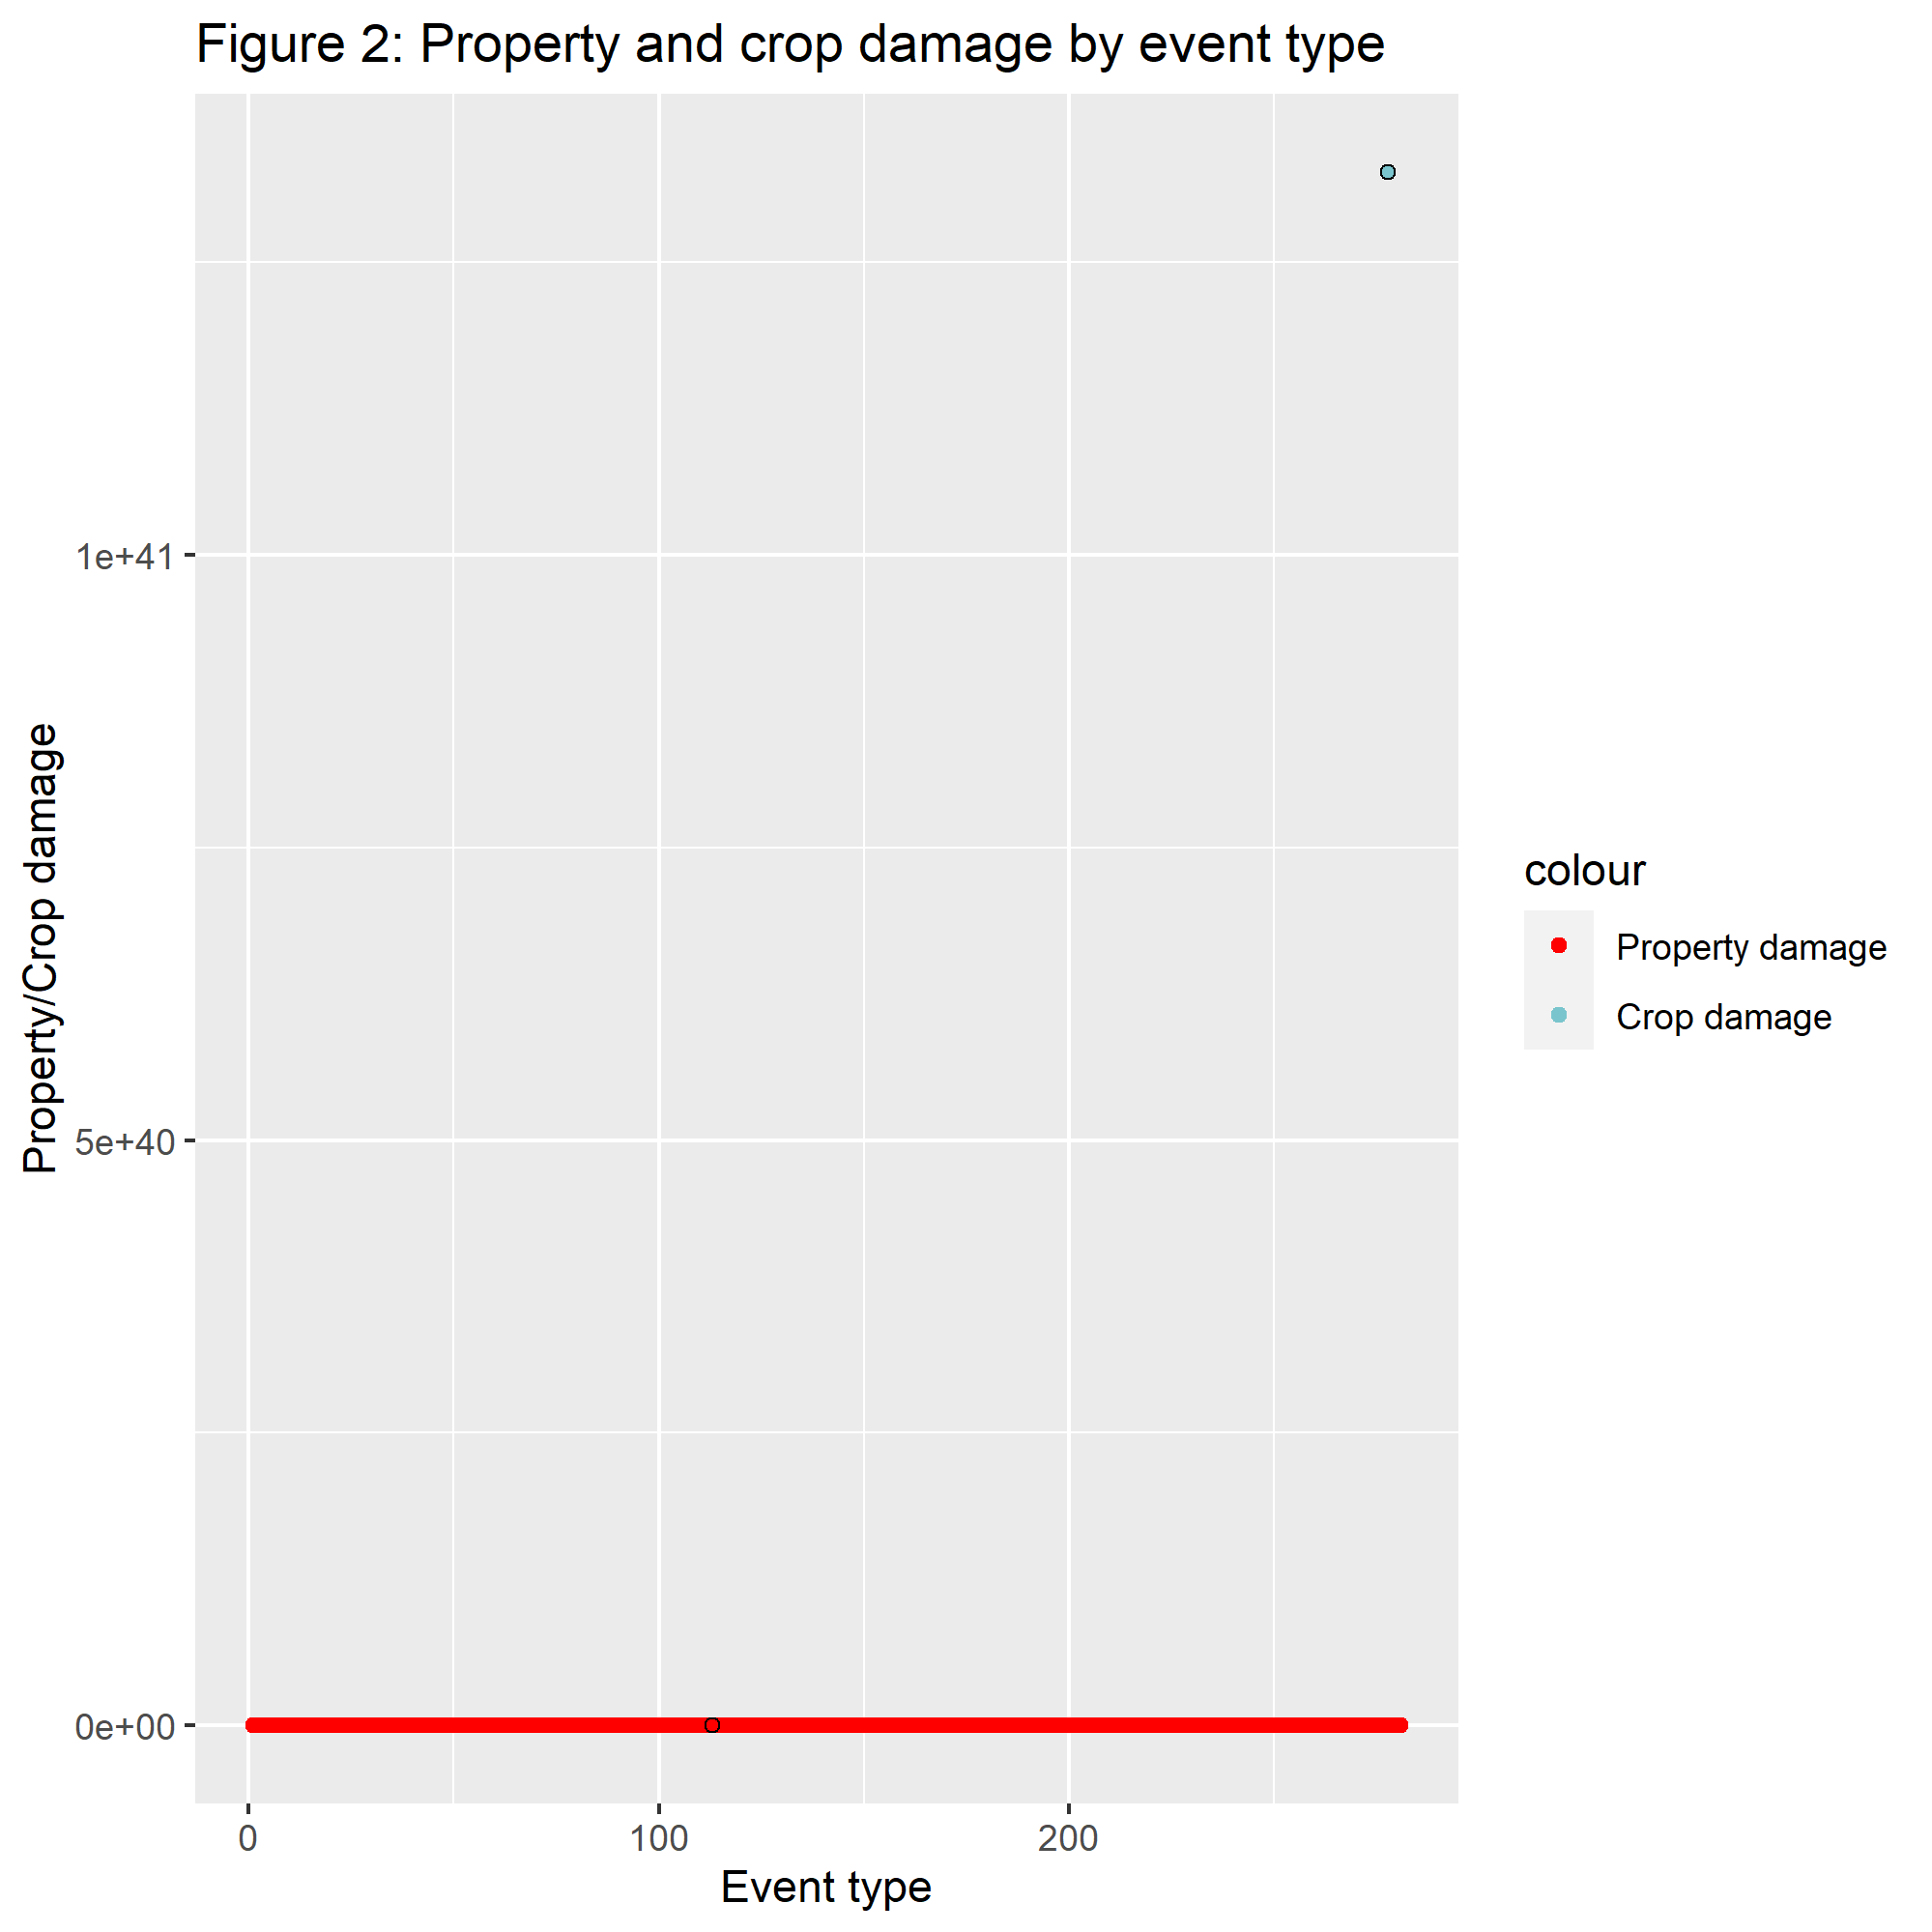 Figure 2: Property and crop damage by event type
Property/Crop damage
1e+41
5e+40
0e+00
0
100
200
Event type
colour
Property damage
Crop damage